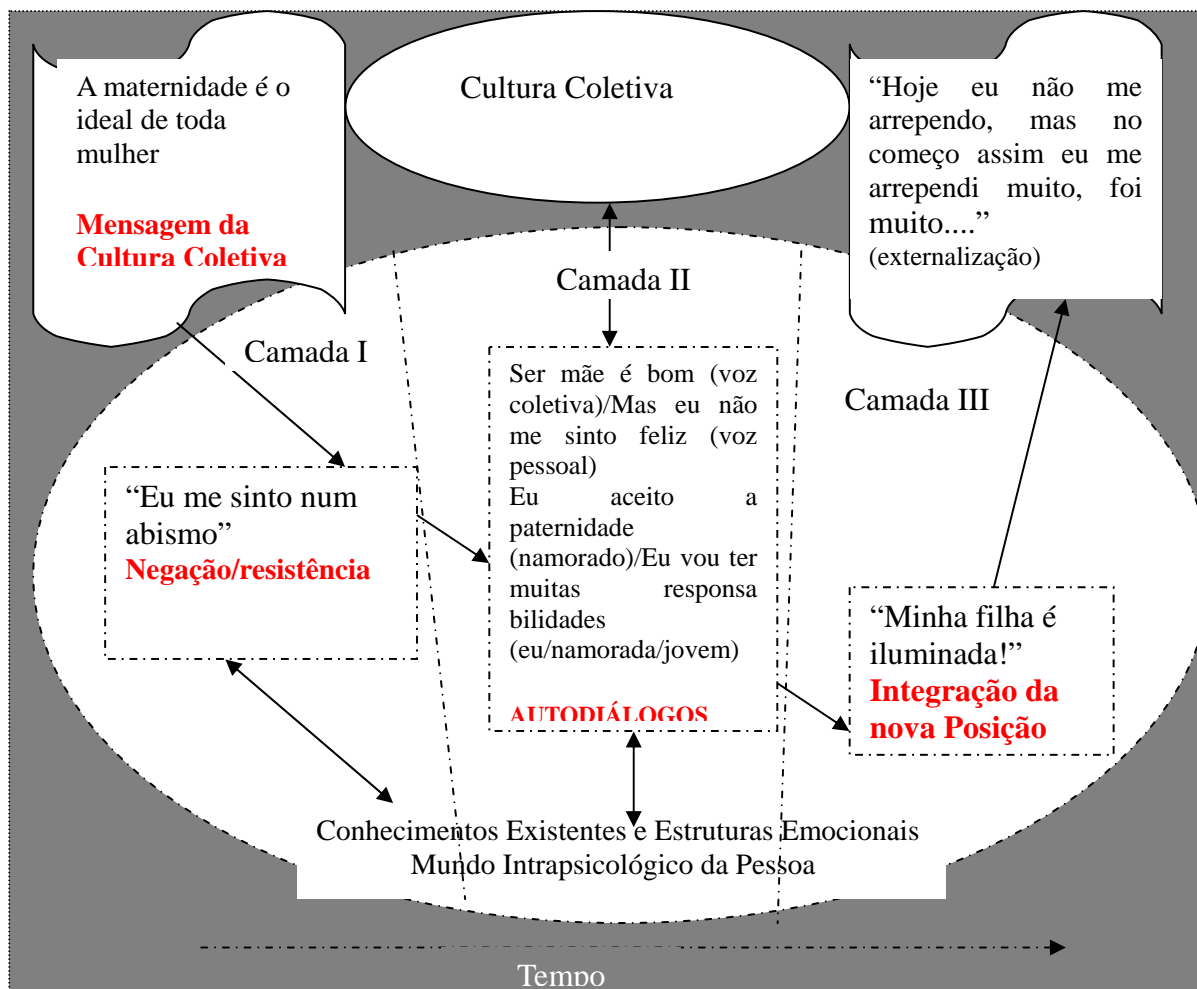 A maternidade é o
ideal de toda
mulher
Mensagem da
Cultura Coletiva
Cultura Coletiva
“Hoje eu não me
arrependo, mas no
começo assim eu me
arrependi muito, foi
muito....”
(externalização)
Camada I
Camada II
Camada III
“Eu me sinto num
abismo”
Negação/resistência
Ser mãe é bom (voz
coletiva)/Mas eu não
me sinto feliz (voz
pessoal)
Eu aceito a
paternidade
(namorado)/Eu vou ter
muitas responsa
bilidades
(eu/namorada/jovem)
AUTODIÁLOGOS
“Minha filha é
iluminada!”
Integração da
nova Posição
Conhecimentos Existentes e Estruturas Emocionais
Mundo Intrapsicológico da Pessoa
Tempo